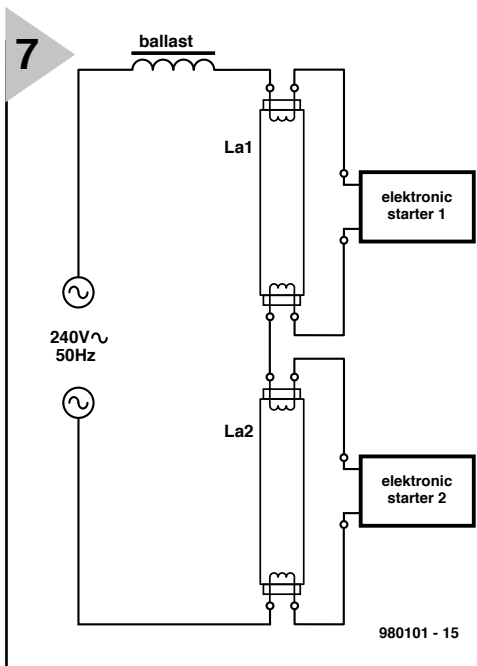 7
ballast
La1
elektronic
starter 1
240V∿
50Hz
La2
elektronic
starter 2
980101 - 15